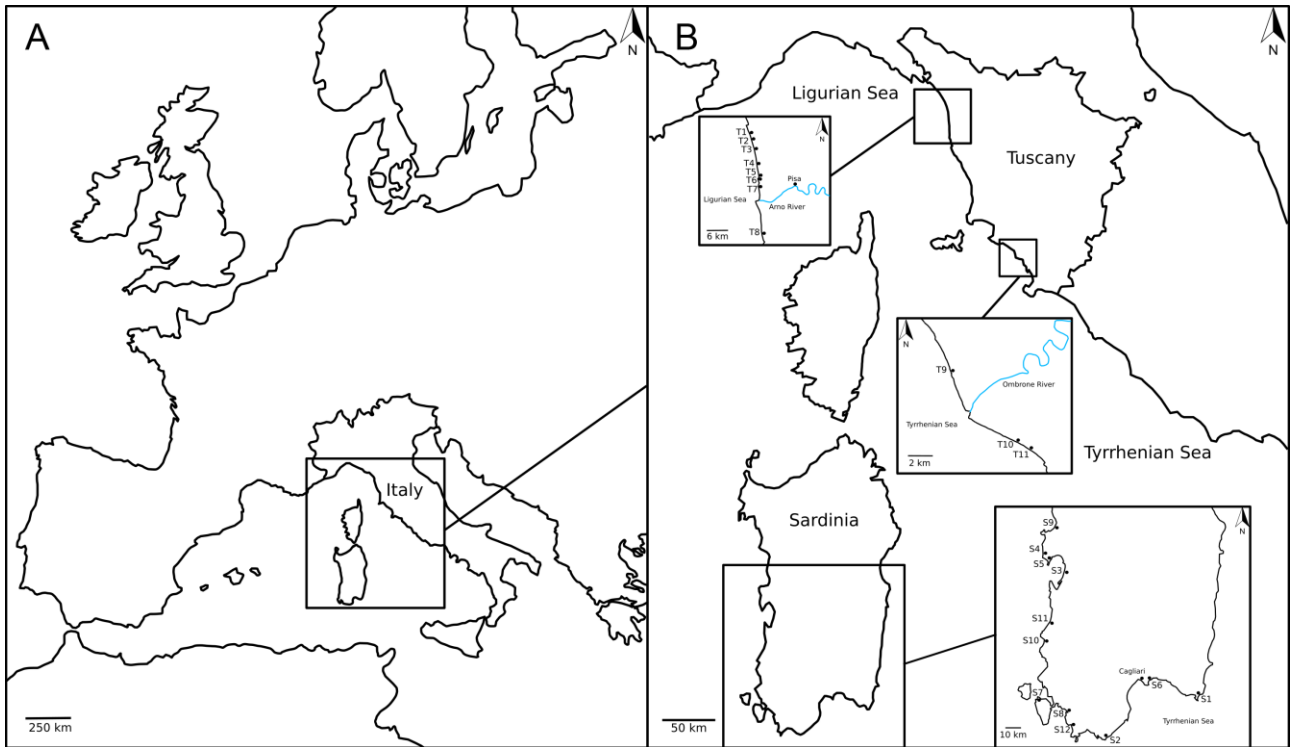 A
N
Italy
250 km
B
N
Ligurian Sea
Tuscany
T1
T2
T3
T4
T5
T6
T7
T8
N
Pisa
Ligurian Sea
Arno River
6 km
N
T9
Ombrone River
Tyrrhenian Sea
T10
T11
2 km
Tyrrhenian Sea
Sardinia
50 km
N
S9
S4
S5
S3
S11
S10
Cagliari
S6
S7
S1
S8
S12
S2
Tyrrhenian Sea
10 km